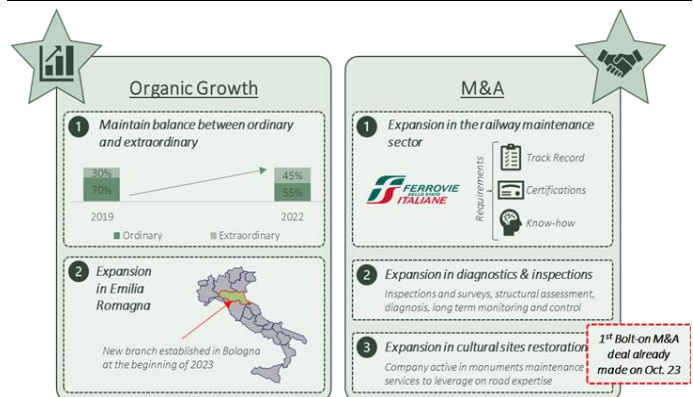 Organic Growth
1
Maintain balance between ordinary
and extraordinary
30%
70%
45%
55%
2019
2022
Ordinary
Extraordinary
2
Expansion
in Emilia
Romagna
New branch established in Bologna
at the beginning of 2023
M&A
1
Expansion in the railway maintenance
sector
FERROVIE
DELLO STATO
ITALIANE
Requirements
Track Record
Certifications
Know-how
2
Expansion in diagnostics & inspections
Inspections and surveys, structural assessment,
diagnosis, long term monitoring and control
3
Expansion in cultural sites restoration
Company active in monuments maintenance
services to leverage on road expertise
1st Bolt-on M&A
deal already
made on Oct. 23